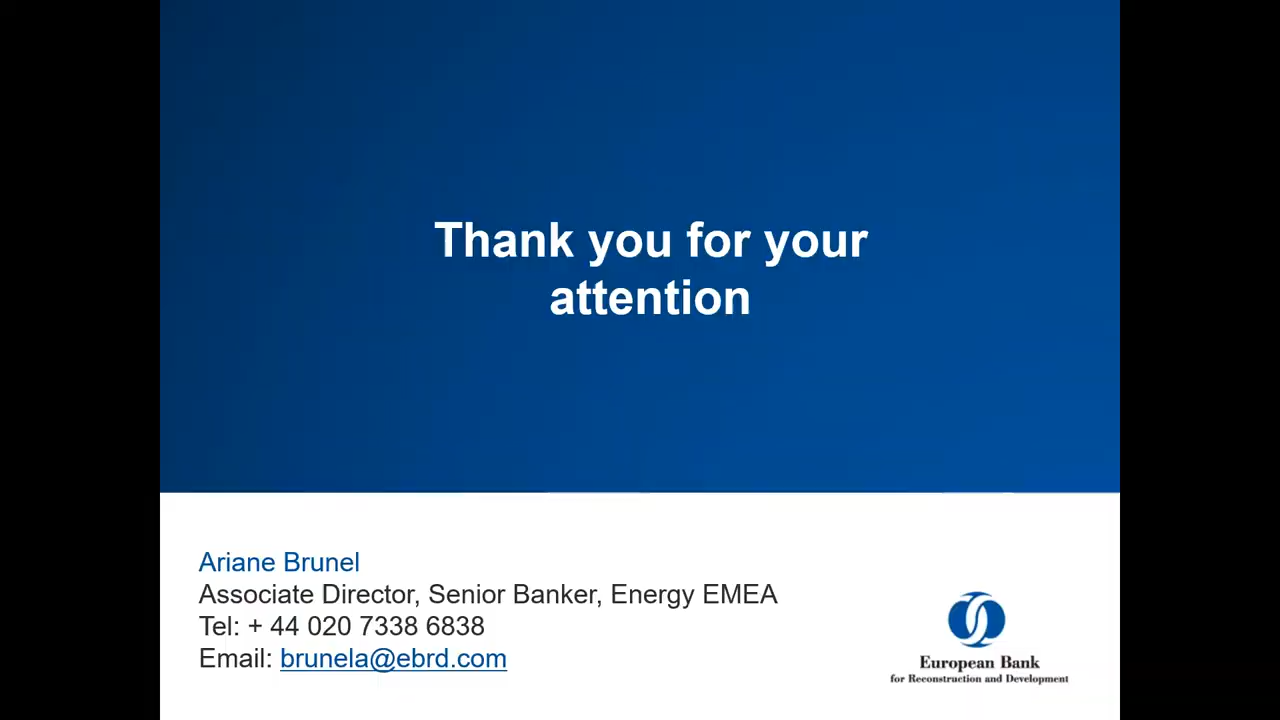 Thank you for your
attention
Ariane Brunel
Associate Director, Senior Banker, Energy EMEA
Tel: + 44 020 7338 6838
Email: brunela@ebrd.com
European Bank
for Reconstruction and Development